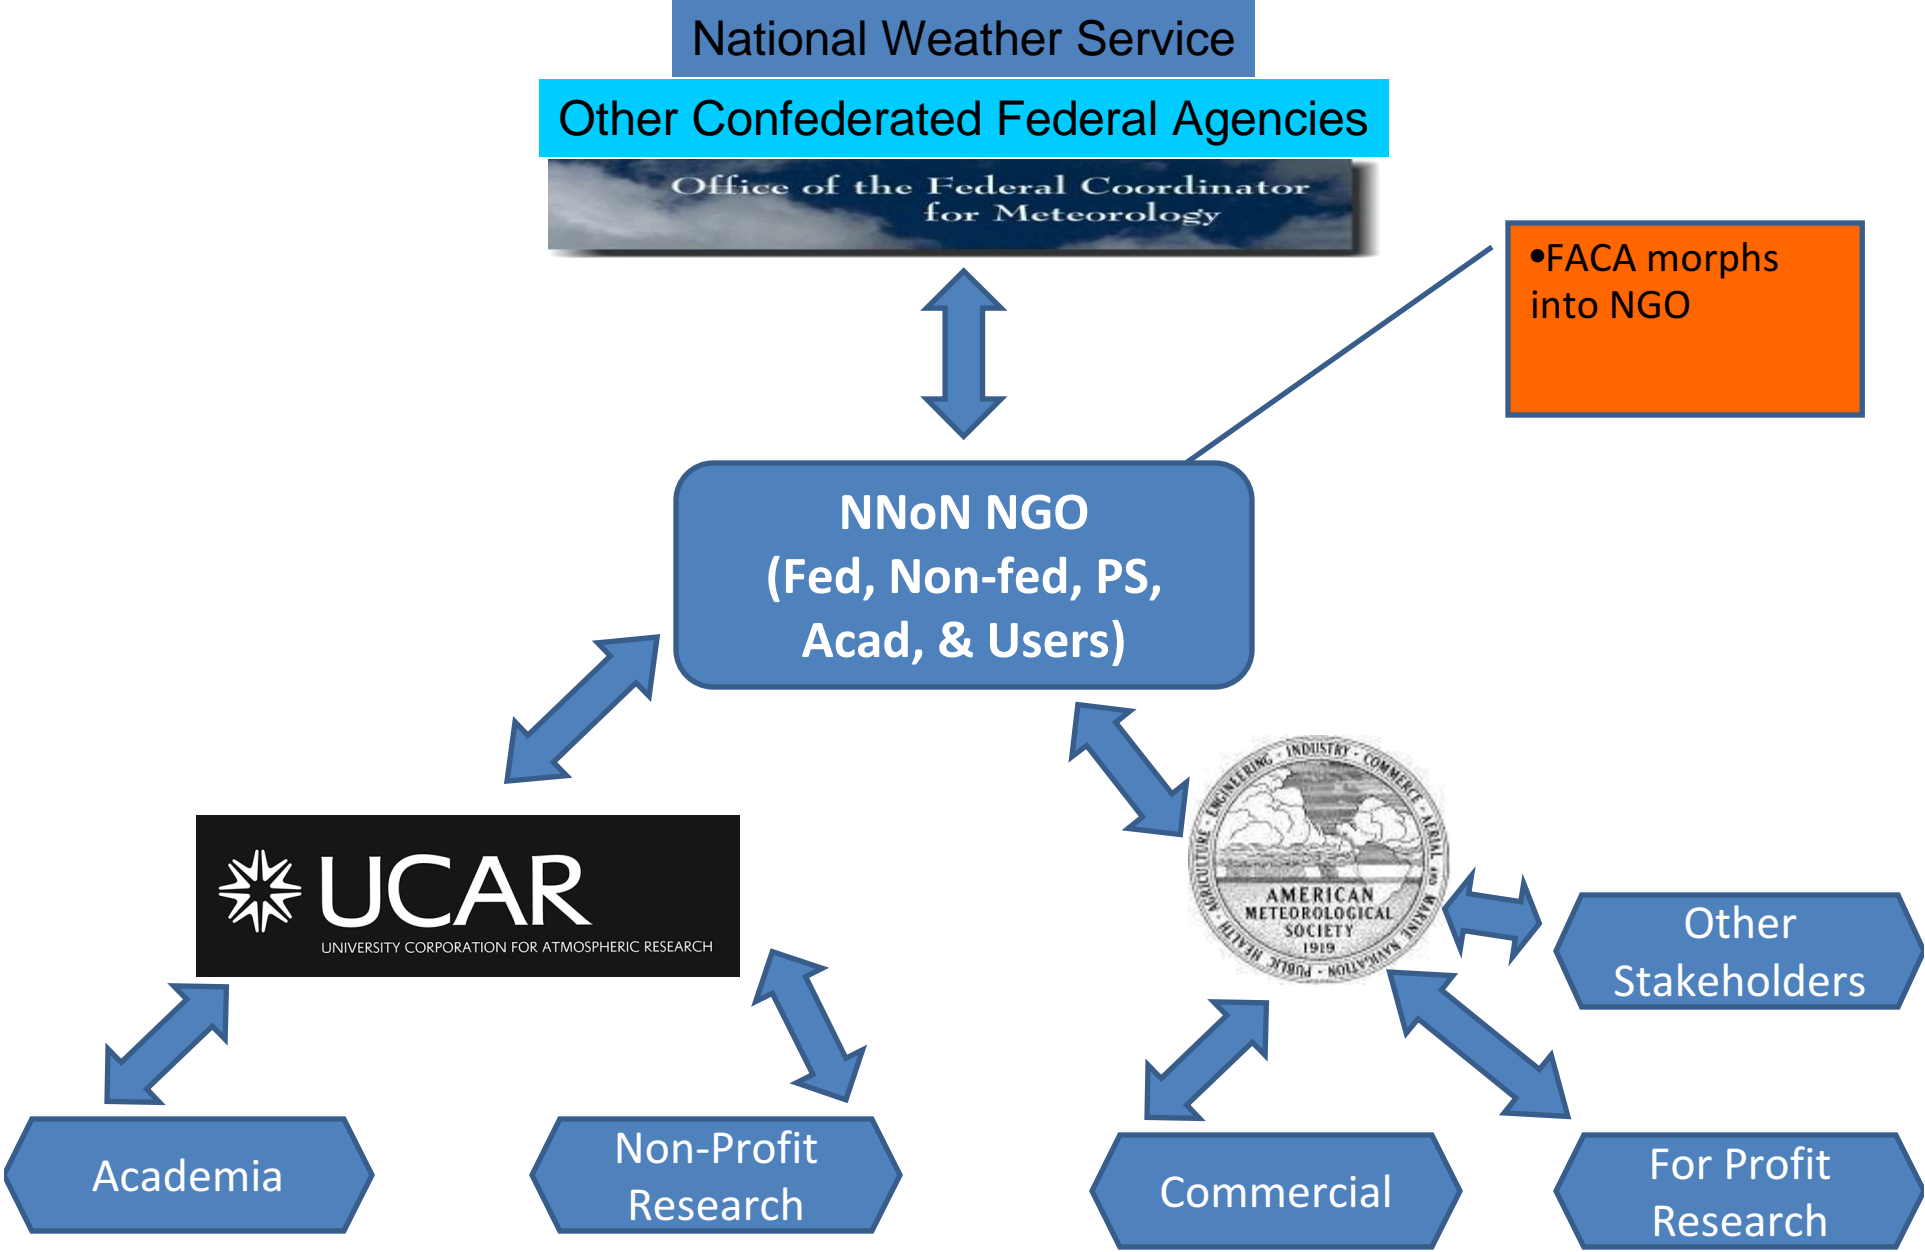 National Weather Service
Other Confederated Federal Agencies
Office of the Federal Coordinator
for Meteorology
•FACA morphs
into NGO
NNoN NGO
(Fed, Non-fed, PS,
Acad, & Users)
UCAR
UNIVERSITY CORPORATION FOR ATMOSPHERIC RESEARCH
AGRICULTURE · ENGINEERING · INDUSTRY · COMMERCE · AERIAL AND MARINE NAVIGATION · PUBLIC HEALTH ·
AMERICAN
METEOROLOGICAL
SOCIETY
1919
Other
Stakeholders
Academia
Non-Profit
Research
Commercial
For Profit
Research